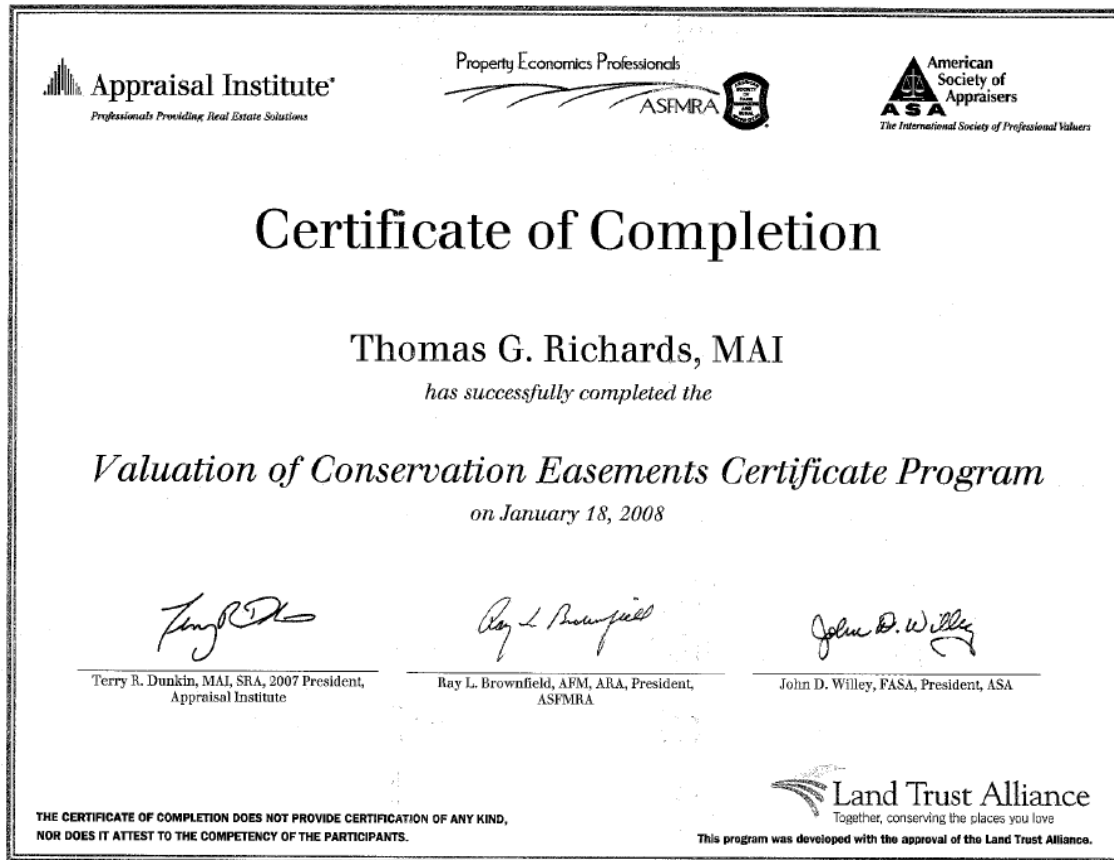 Appraisal Institute®
Professionals Providing Real Estate Solutions
Property Economics Professionals
ASFMRA
American
Society of
Appraisers
ASA
The International Society of Professional Valuers
Certificate of Completion
Thomas G. Richards, MAI
has successfully completed the
Valuation of Conservation Easements Certificate Program
on January 18, 2008
Terry R. Dunkin, MAI, SRA, 2007 President,
Appraisal Institute
Ray L. Brownfield
Ray L. Brownfield, AFM, ARA, President,
ASFMRA
John D. Willey
John D. Willey, FASA, President, ASA
Land Trust Alliance
Together, conserving the places you love
THE CERTIFICATE OF COMPLETION DOES NOT PROVIDE CERTIFICATION OF ANY KIND,
NOR DOES IT ATTEST TO THE COMPETENCY OF THE PARTICIPANTS.
This program was developed with the approval of the Land Trust Alliance.